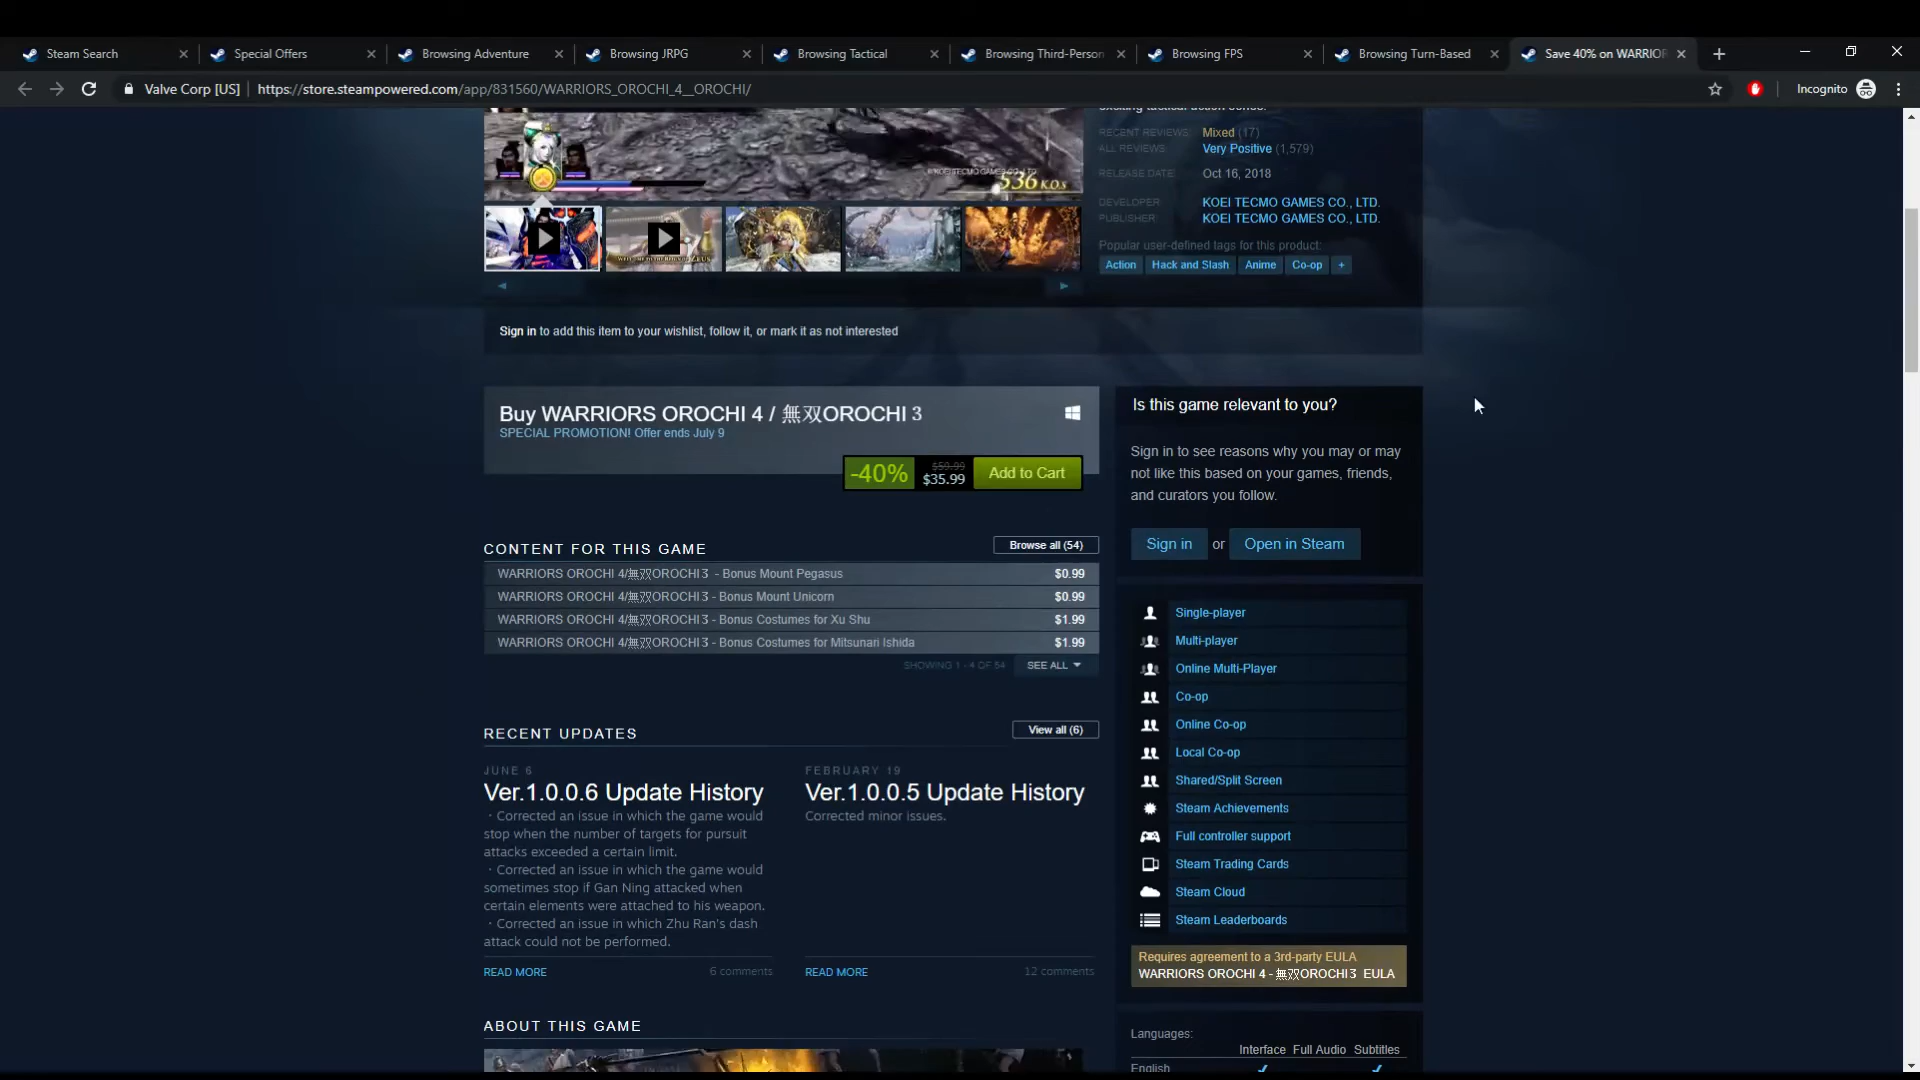 Steam Search
Special Offers
Browsing Adventure
Browsing JRPG
Browsing Tactical
Browsing Third-Person
Browsing FPS
Browsing Turn-Based
Save 40% on WARRIOR
Valve Corp [US]
https://store.steampowered.com/app/831560/WARRIORS_OROCHI_4__OROCHI/
Incognito
exciting tactical action series.
RECENT REVIEWS: Mixed (17)
ALL REVIEWS: Very Positive (1,579)
RELEASE DATE: Oct 16, 2018
DEVELOPER: KOEI TECMO GAMES CO., LTD.
PUBLISHER: KOEI TECMO GAMES CO., LTD.
Popular user-defined tags for this product:
Action Hack and Slash Anime Co-op +
536 K.O.s
Sign in to add this item to your wishlist, follow it, or mark it as not interested
Buy WARRIORS OROCHI 4 / 無双OROCHI 3
SPECIAL PROMOTION! Offer ends July 9
-40%
$59.99
$35.99
Add to Cart
CONTENT FOR THIS GAME
Browse all (54)
WARRIORS OROCHI 4/無双OROCHI３ - Bonus Mount Pegasus $0.99
WARRIORS OROCHI 4/無双OROCHI３ - Bonus Mount Unicorn $0.99
WARRIORS OROCHI 4/無双OROCHI３ - Bonus Costumes for Xu Shu $1.99
WARRIORS OROCHI 4/無双OROCHI３ - Bonus Costumes for Mitsunari Ishida $1.99
SHOWING 1 - 4 OF 54
SEE ALL
RECENT UPDATES
View all (6)
JUNE 6
Ver.1.0.0.6 Update History
・Corrected an issue in which the game would
stop when the number of targets for pursuit
attacks exceeded a certain limit.
・Corrected an issue in which the game would
sometimes stop if Gan Ning attacked when
certain elements were attached to his weapon.
・Corrected an issue in which Zhu Ran's dash
attack could not be performed.
READ MORE
6 comments
FEBRUARY 19
Ver.1.0.0.5 Update History
Corrected minor issues.
READ MORE
12 comments
ABOUT THIS GAME
Is this game relevant to you?
Sign in to see reasons why you may or may
not like this based on your games, friends,
and curators you follow.
Sign in or Open in Steam
Single-player
Multi-player
Online Multi-Player
Co-op
Online Co-op
Local Co-op
Shared/Split Screen
Steam Achievements
Full controller support
Steam Trading Cards
Steam Cloud
Steam Leaderboards
Requires agreement to a 3rd-party EULA
WARRIORS OROCHI 4 - 無双OROCHI３ EULA
Languages:
Interface Full Audio Subtitles
English